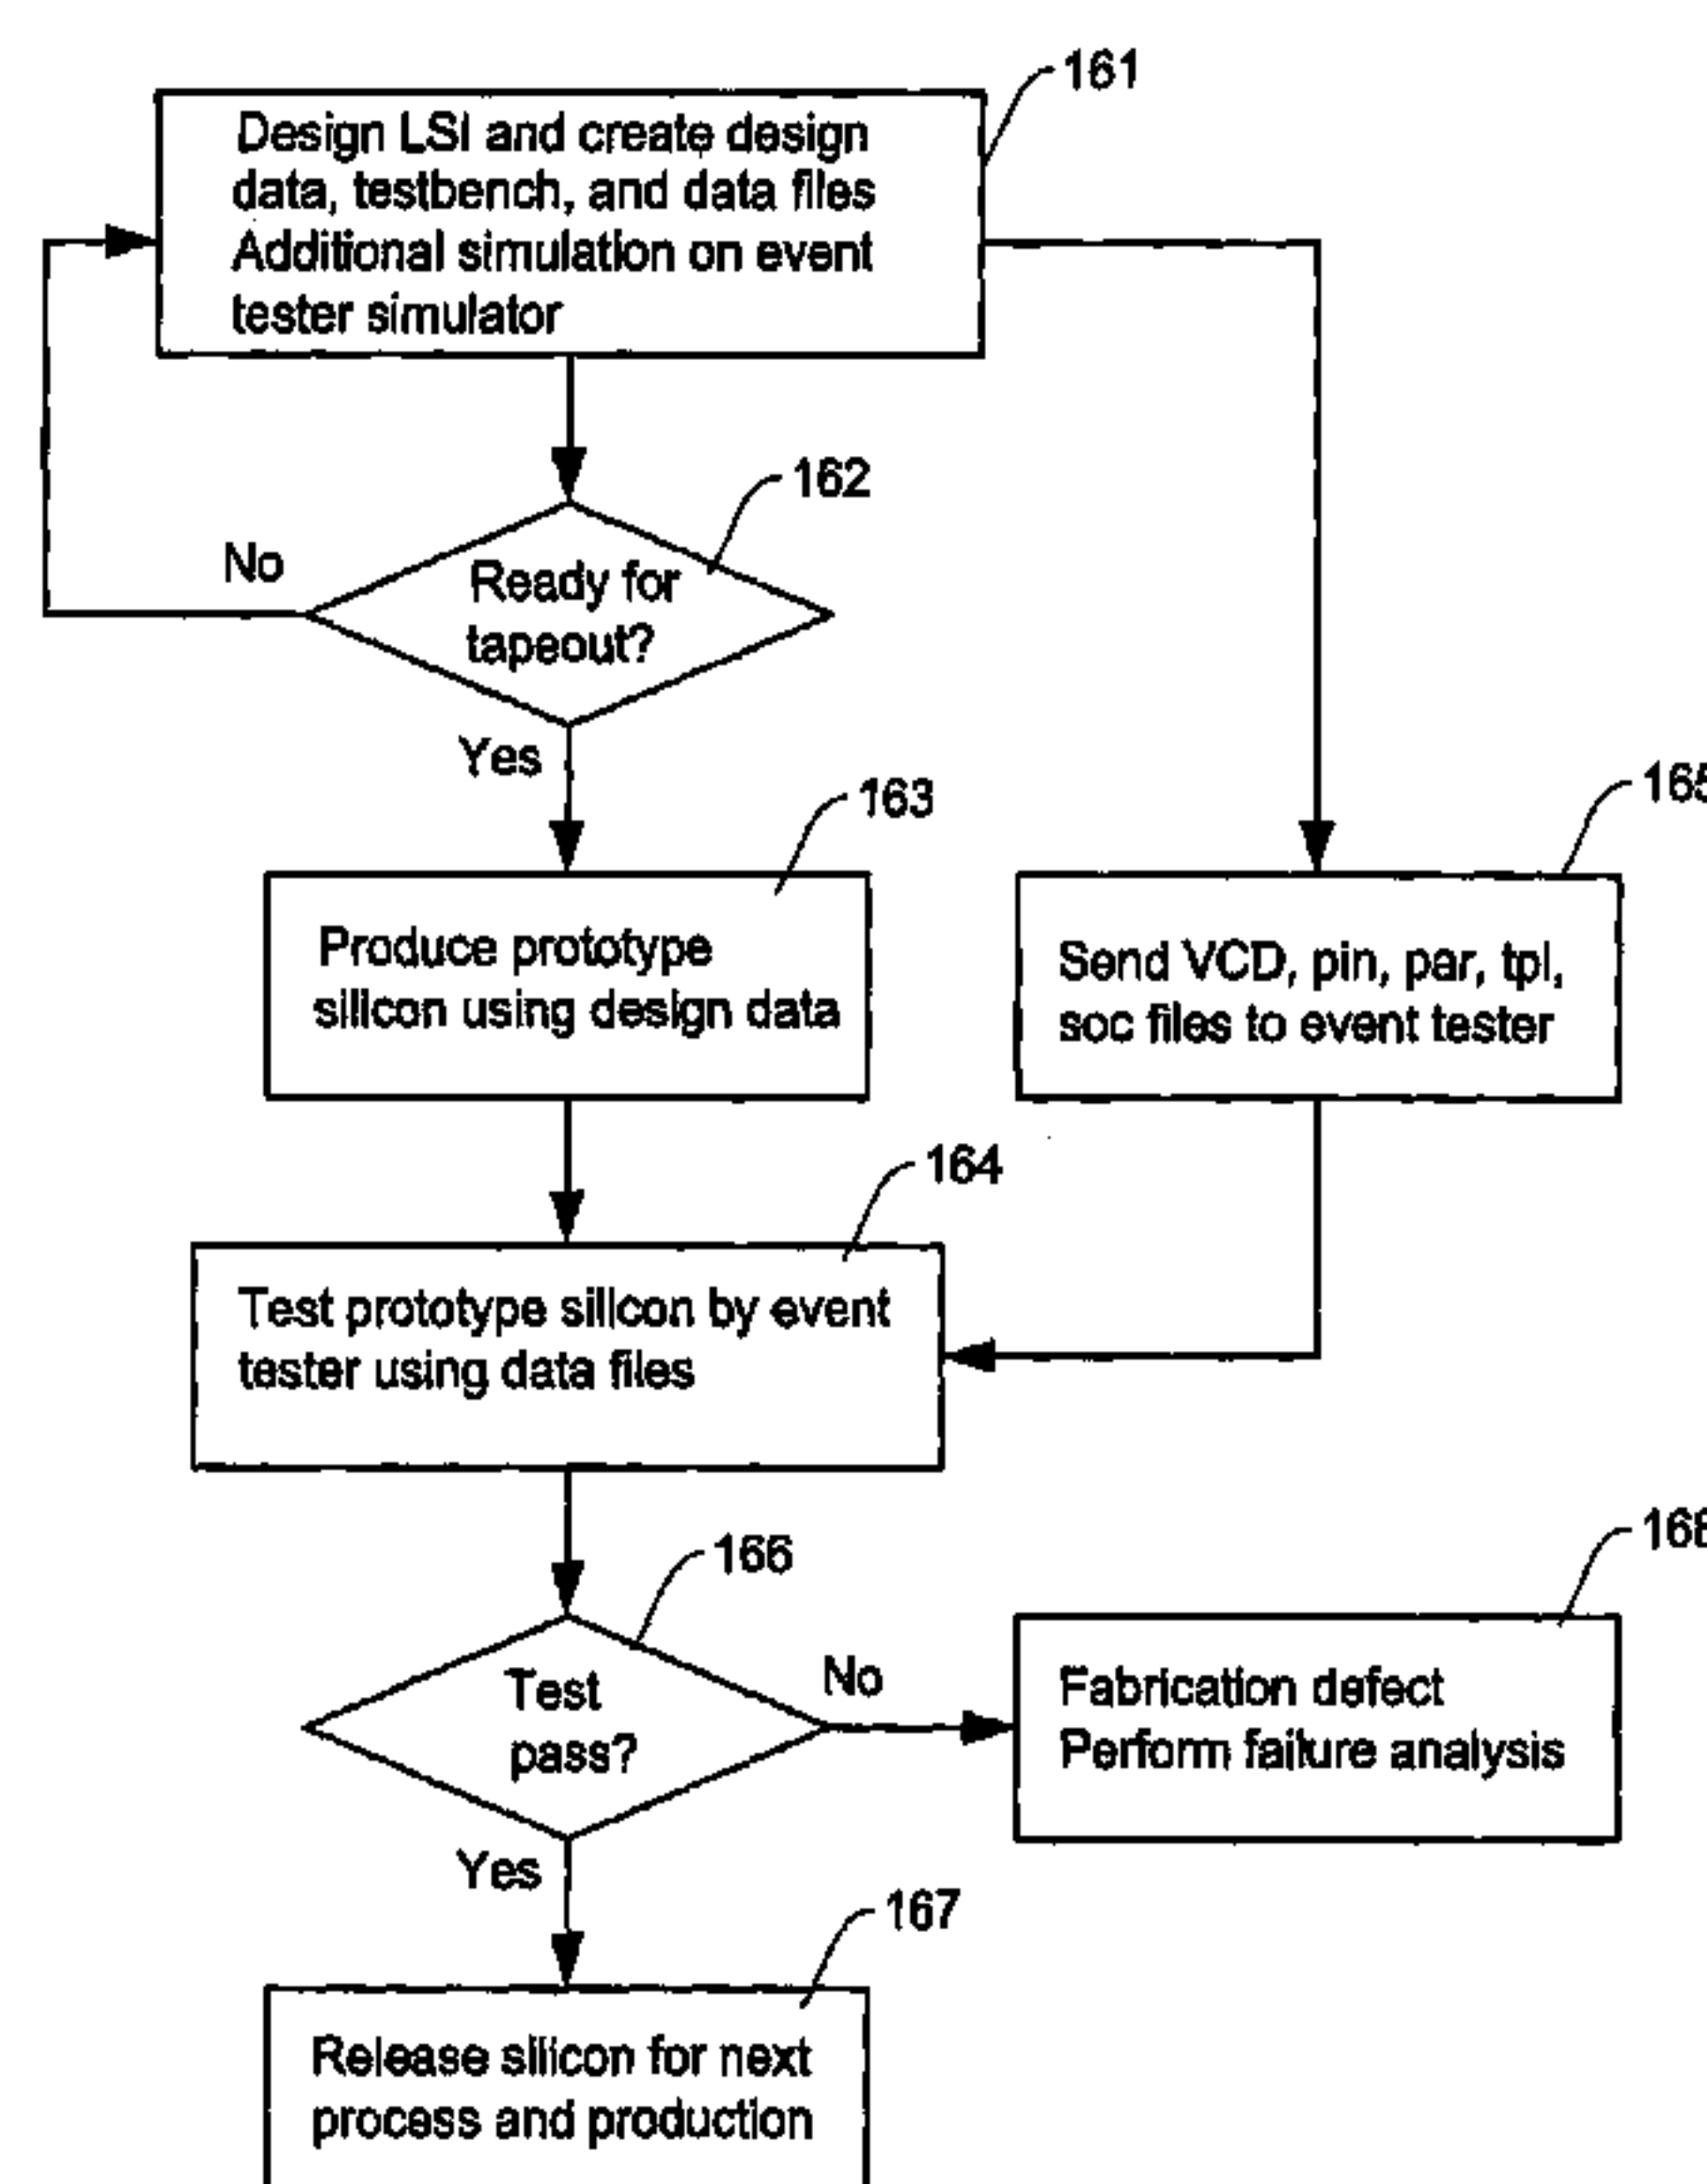 161
Design LSI and create design
data, testbench, and data files
Additional simulation on event
tester simulator
162
No
Ready for
tapeout?
Yes
163
165
Produce prototype
silicon using design data
Send VCD, pin, par, tpl,
soc files to event tester
164
Test prototype silicon by event
tester using data files
166
168
Test
pass?
No
Fabrication defect
Perform failure analysis
Yes
167
Release silicon for next
process and production